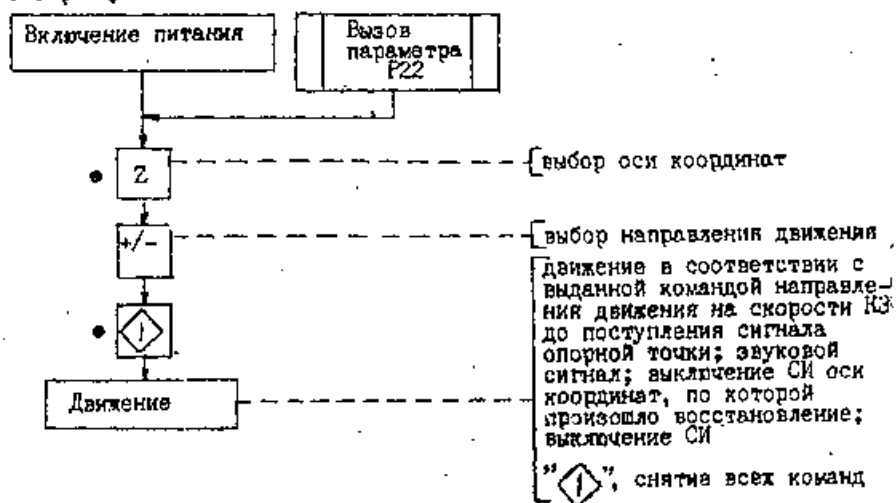 Включение питания
Вызов
параметра
P22
Z
выбор оси координат
+/-
выбор направления движения
движение в соответствии с
выданной командой направле-
ния движения на скорости К3
до поступления сигнала
опорной точки; звуковой
сигнал; выключение СИ оси
координат, по которой
произошло восстановление;
выключение СИ
Движение
" ", снятие всех команд